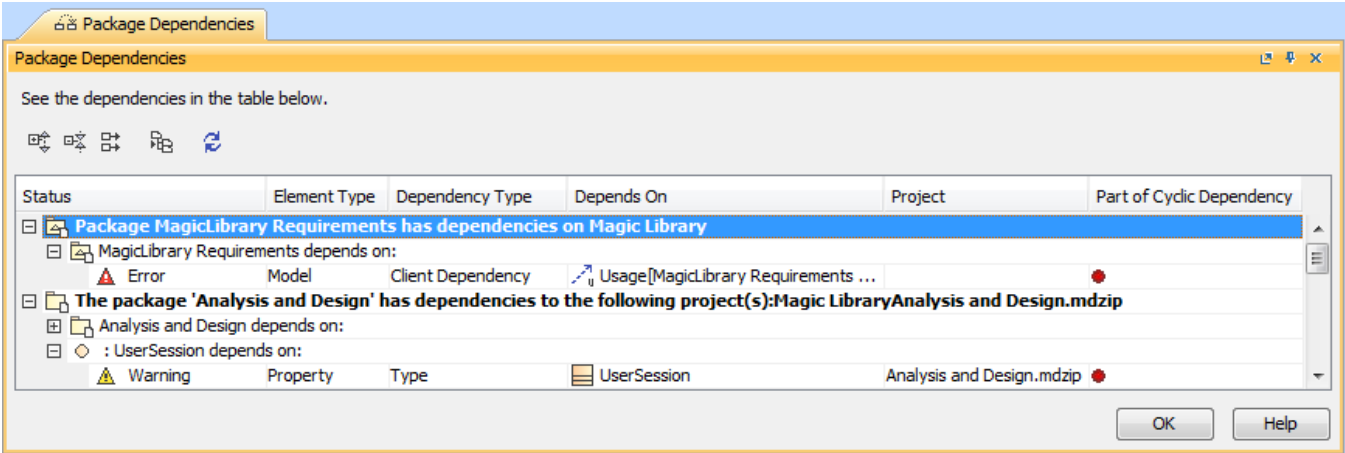 Package Dependencies
Package Dependencies
See the dependencies in the table below.
Status Element Type Dependency Type Depends On Project Part of Cyclic Dependency
Package MagicLibrary Requirements has dependencies on Magic Library
MagicLibrary Requirements depends on:
Error Model Client Dependency Usage[MagicLibrary Requirements ...
The package 'Analysis and Design' has dependencies to the following project(s):Magic LibraryAnalysis and Design.mdzip
Analysis and Design depends on:
: UserSession depends on:
Warning Property Type UserSession Analysis and Design.mdzip
OK Help